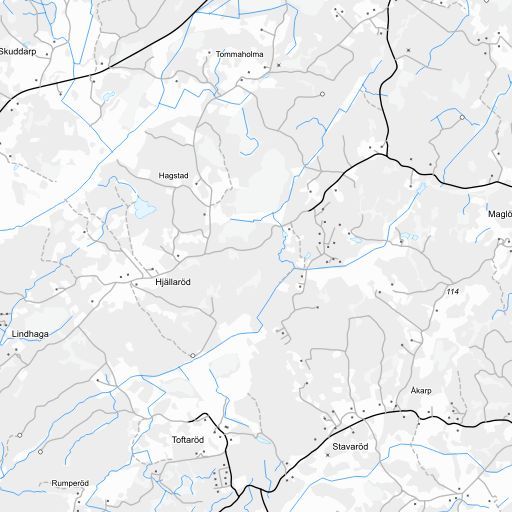 Skuddarp
Tommaholma
Hagstad
Maglö
Hjällaröd
114
Lindhaga
Åkarp
Toftaröd
Stavaröd
Rumperöd